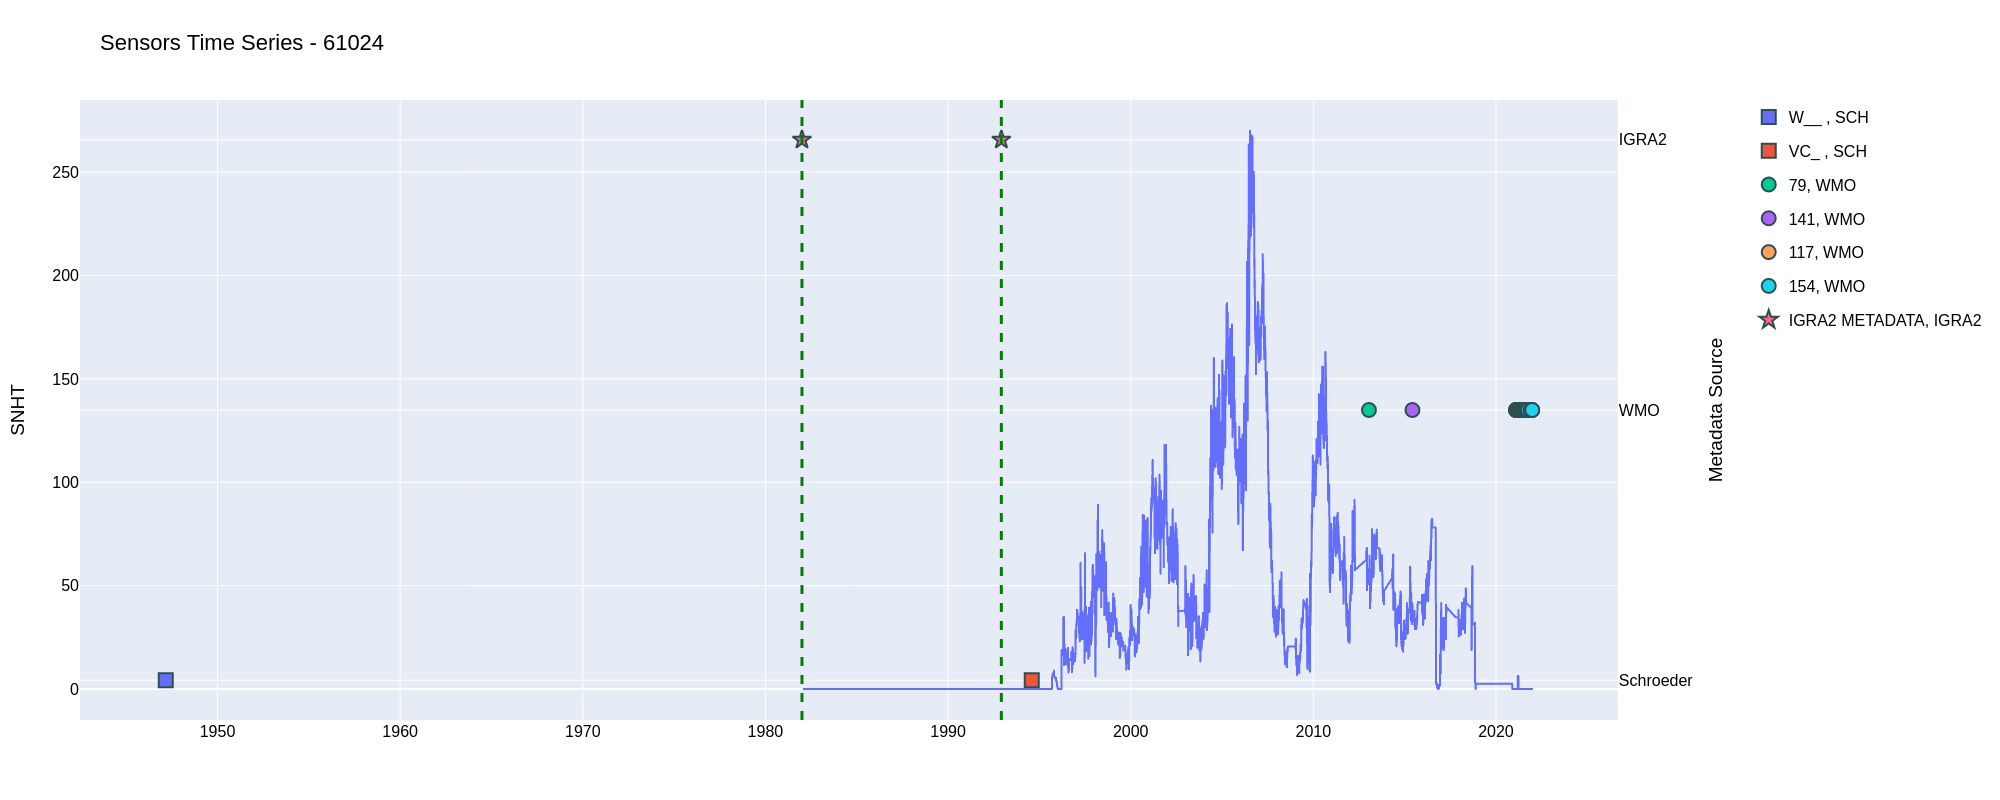 Sensors Time Series - 61024
SNHT
250
200
150
100
50
0
1950
1960
1970
1980
1990
2000
2010
2020
IGRA2
WMO
Schroeder
Metadata Source
W__ , SCH
VC_ , SCH
79, WMO
141, WMO
117, WMO
154, WMO
IGRA2 METADATA, IGRA2